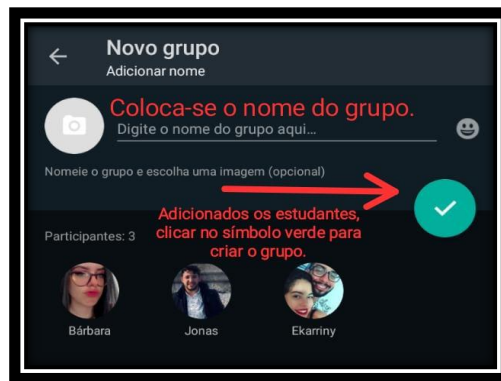 Novo grupo
Adicionar nome
Coloca-se o nome do grupo.
Digite o nome do grupo aqui...
Nomeie o grupo e escolha uma imagem (opcional)
Adicionados os estudantes,
clicar no símbolo verde para
criar o grupo.
Participantes: 3
Bárbara
Jonas
Ekarriny